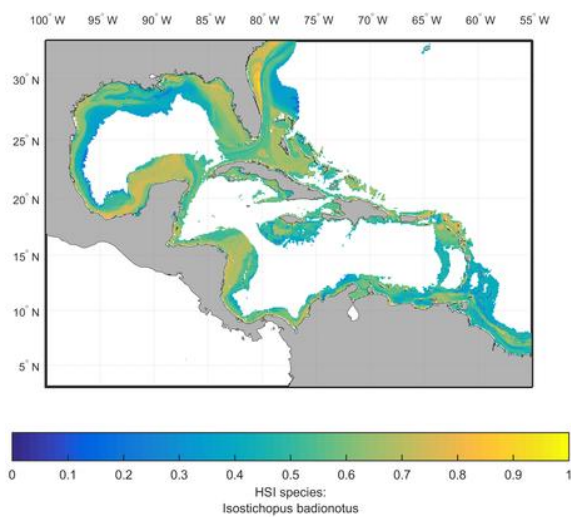 100° W 95° W 90° W 85° W 80° W 75° W 70° W 65° W 60° W 55° W
30° N
25° N
20° N
15° N
10° N
5° N
0 0.1 0.2 0.3 0.4 0.5 0.6 0.7 0.8 0.9 1
HSI species:
Isostichopus badionotus